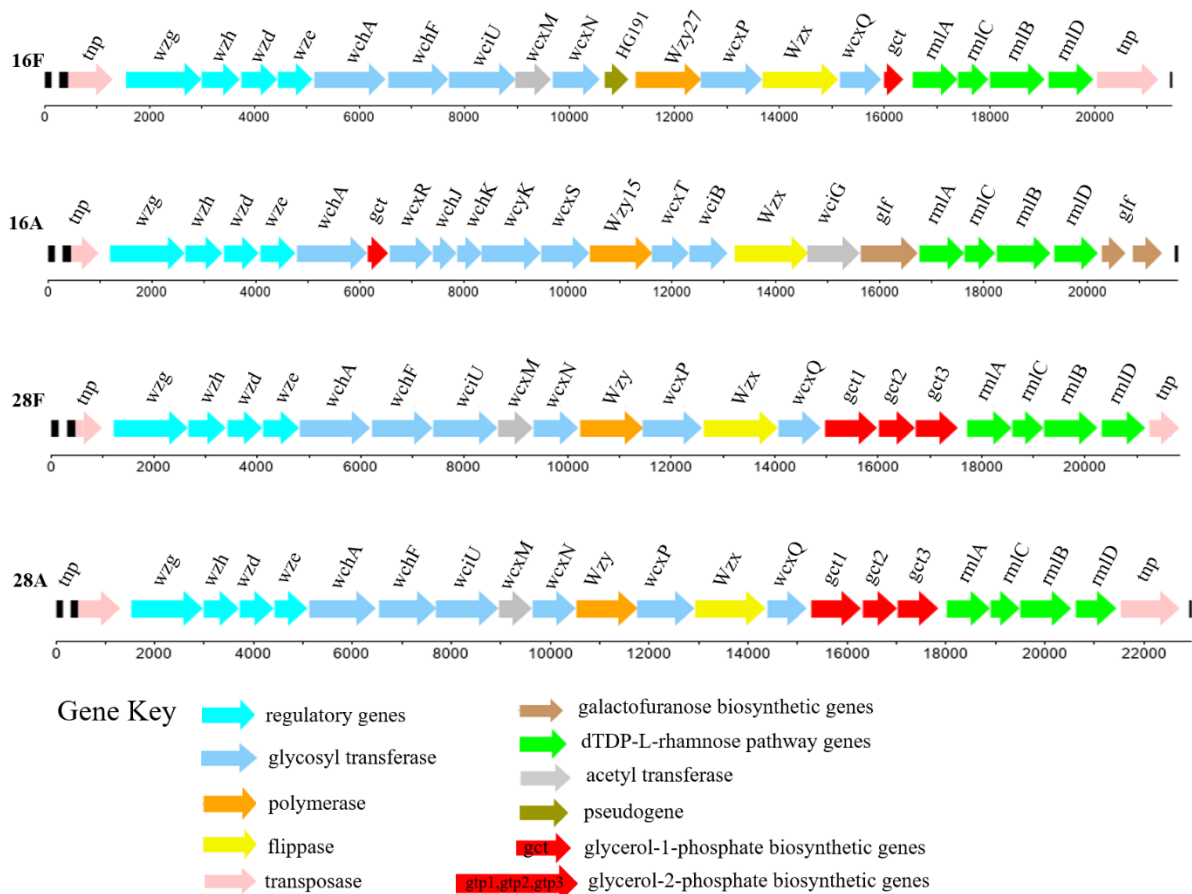 tnp wzg wzh wzd wze wchA wchF wciU wcxM wcxN HG191 Wzy27 wcxP Wzx wcxQ gct rmlA rmlC rmlB rmlD tnp
16F
0 2000 4000 6000 8000 10000 12000 14000 16000 18000 20000
tnp wzg wzh wzd wze wchA gct wcxR wchJ wchK wcyK wcxS Wzy15 wcxT wciB Wzx wciG glf rmlA rmlC rmlB rmlD glf
16A
0 2000 4000 6000 8000 10000 12000 14000 16000 18000 20000
tnp wzg wzh wzd wze wchA wchF wciU wcxM wcxN Wzy wcxP Wzx wcxQ gct1 gct2 gct3 rmlA rmlC rmlB rmlD tnp
28F
0 2000 4000 6000 8000 10000 12000 14000 16000 18000 20000
tnp wzg wzh wzd wze wchA wchF wciU wcxM wcxN Wzy wcxP Wzx wcxQ gct1 gct2 gct3 rmlA rmlC rmlB rmlD tnp
28A
0 2000 4000 6000 8000 10000 12000 14000 16000 18000 20000 22000
Gene Key
regulatory genes
glycosyl transferase
polymerase
flippase
transposase
galactofuranose biosynthetic genes
dTDP-L-rhamnose pathway genes
acetyl transferase
pseudogene
gct glycerol-1-phosphate biosynthetic genes
gtp1,gtp2,gtp3 glycerol-2-phosphate biosynthetic genes